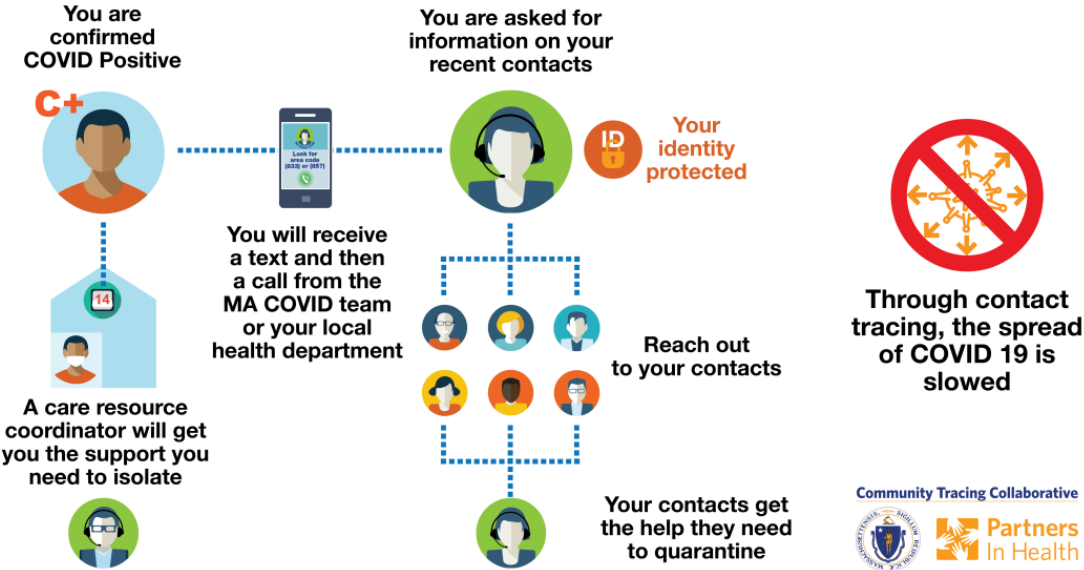 You are
confirmed
COVID Positive
C+
You are asked for
information on your
recent contacts
Look for
area code
(833) or (857)
ID
Your
identity
protected
You will receive
a text and then
a call from the
MA COVID team
or your local
health department
14
A care resource
coordinator will get
you the support you
need to isolate
Reach out
to your contacts
Your contacts get
the help they need
to quarantine
Through contact
tracing, the spread
of COVID 19 is
slowed
Community Tracing Collaborative
Partners
In Health